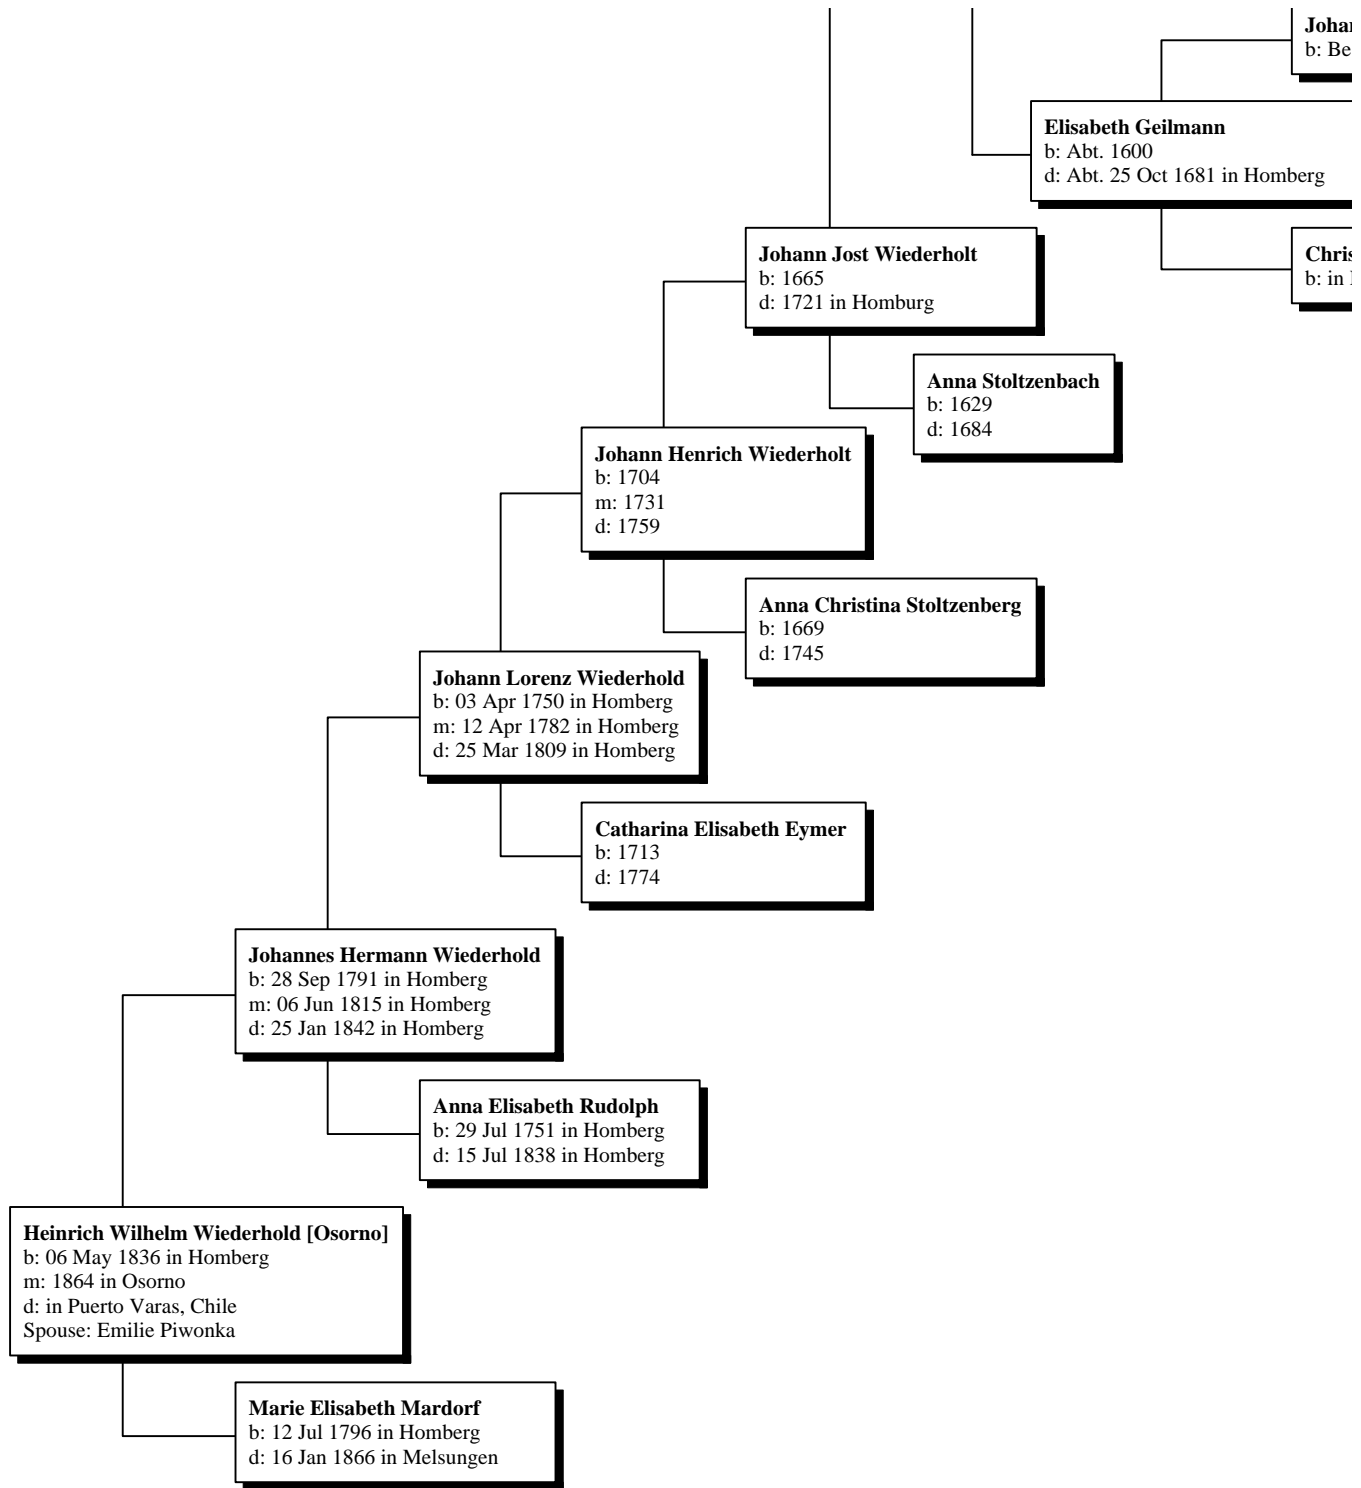 Johan
b: Be
Elisabeth Geilmann
b: Abt. 1600
d: Abt. 25 Oct 1681 in Homberg
Johann Jost Wiederholt
b: 1665
d: 1721 in Homburg
Chris
b: in
Anna Stoltzenbach
b: 1629
d: 1684
Johann Henrich Wiederholt
b: 1704
m: 1731
d: 1759
Anna Christina Stoltzenberg
b: 1669
d: 1745
Johann Lorenz Wiederhold
b: 03 Apr 1750 in Homberg
m: 12 Apr 1782 in Homberg
d: 25 Mar 1809 in Homberg
Catharina Elisabeth Eymer
b: 1713
d: 1774
Johannes Hermann Wiederhold
b: 28 Sep 1791 in Homberg
m: 06 Jun 1815 in Homberg
d: 25 Jan 1842 in Homberg
Anna Elisabeth Rudolph
b: 29 Jul 1751 in Homberg
d: 15 Jul 1838 in Homberg
Heinrich Wilhelm Wiederhold [Osorno]
b: 06 May 1836 in Homberg
m: 1864 in Osorno
d: in Puerto Varas, Chile
Spouse: Emilie Piwonka
Marie Elisabeth Mardorf
b: 12 Jul 1796 in Homberg
d: 16 Jan 1866 in Melsungen